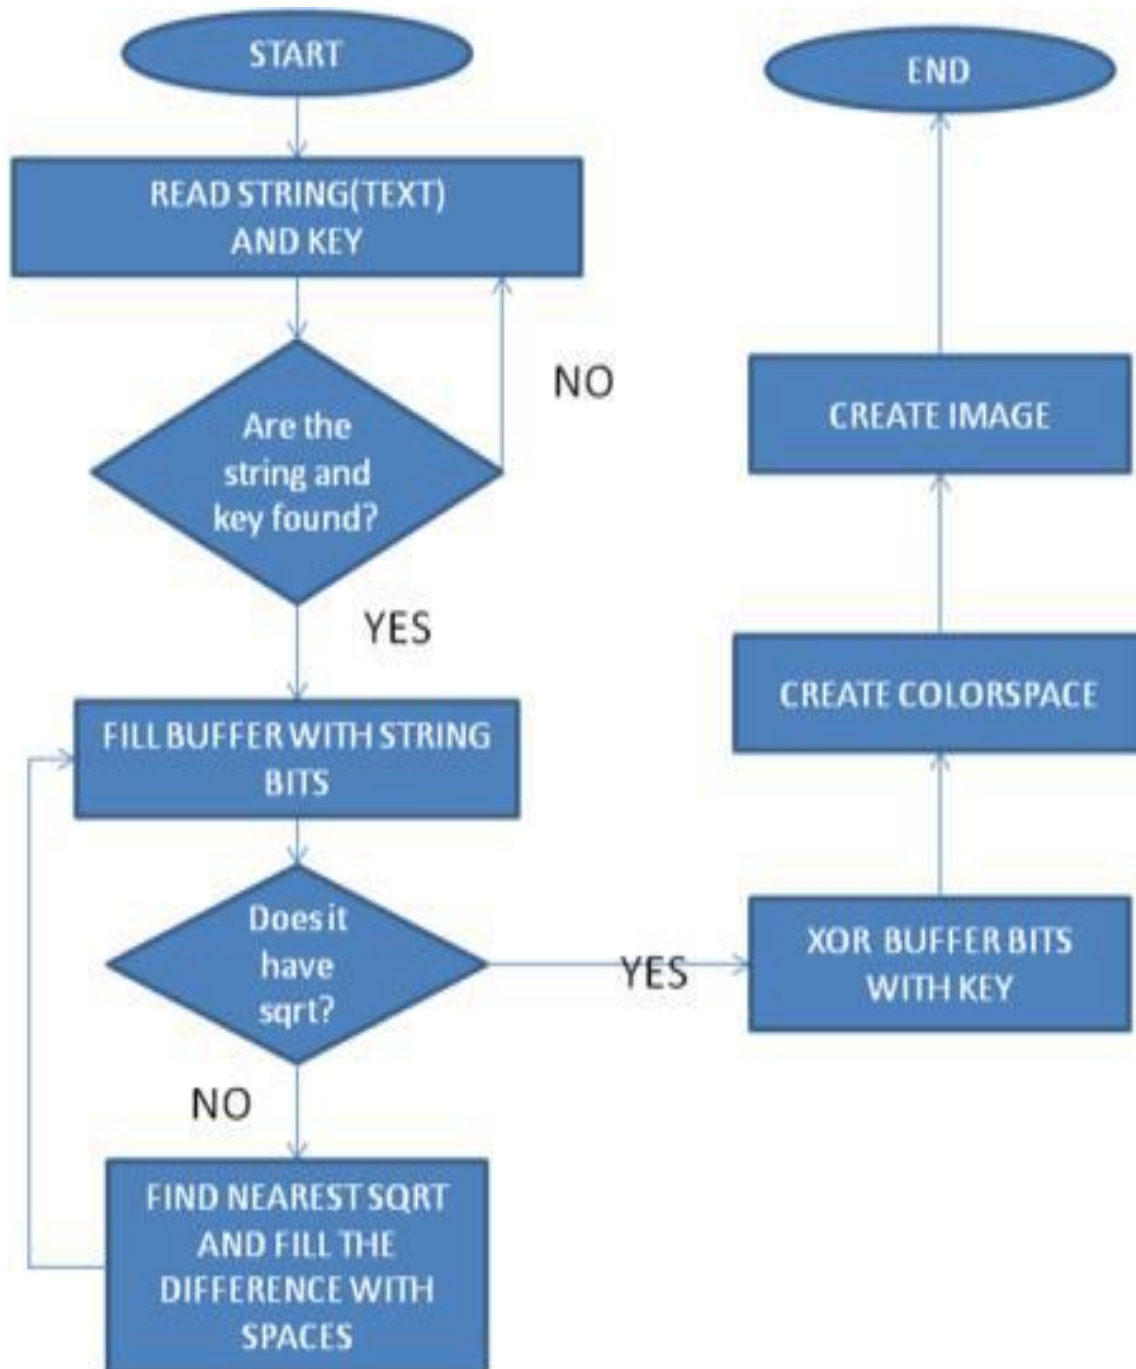 START
READ STRING(TEXT)
AND KEY
Are the
string and
key found?
NO
YES
FILL BUFFER WITH STRING
BITS
Does it
have
sqrt?
NO
FIND NEAREST SQRT
AND FILL THE
DIFFERENCE WITH
SPACES
YES
XOR BUFFER BITS
WITH KEY
CREATE COLORSPACE
CREATE IMAGE
END